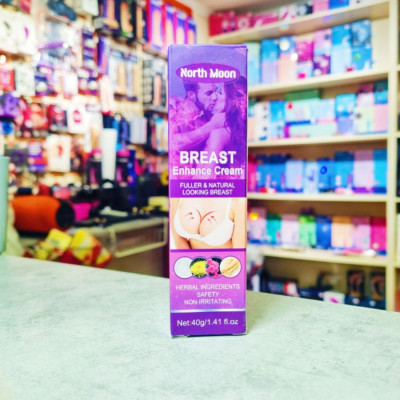 North Moon
BREAST
Enhance Cream
FULLER & NATURAL
LOOKING BREAST
HERBAL INGREDIENTS
SAFETY
NON-IRRITATING
Net:40g/1.41 fl.oz